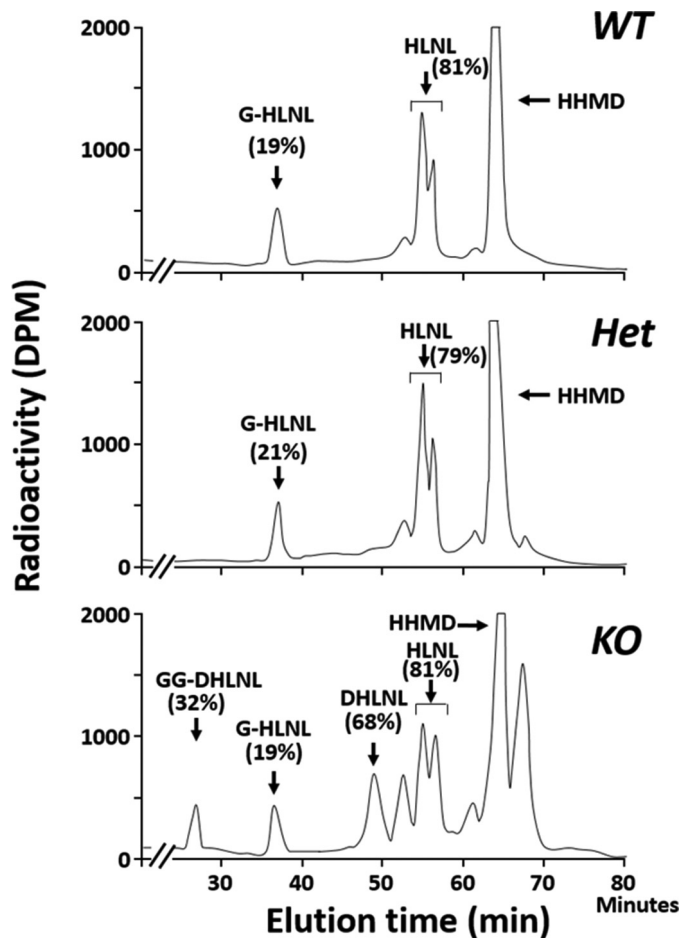 Radioactivity (DPM)
WT
2000
1000
0
G-HLNL
(19%)
HLNL
(81%)
HHMD
Het
2000
1000
0
G-HLNL
(21%)
HLNL
(79%)
HHMD
KO
2000
1000
0
GG-DHLNL
(32%)
G-HLNL
(19%)
DHLNL
(68%)
HHMD
HLNL
(81%)
30 40 50 60 70 80
Minutes
Elution time (min)